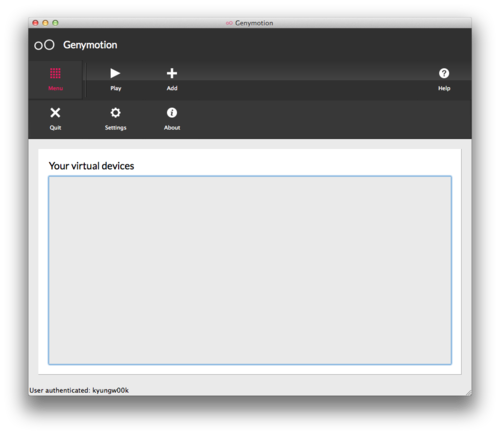 Genymotion
Genymotion
Menu Play Add Help
Quit Settings About
Your virtual devices
User authenticated: kyungw00k